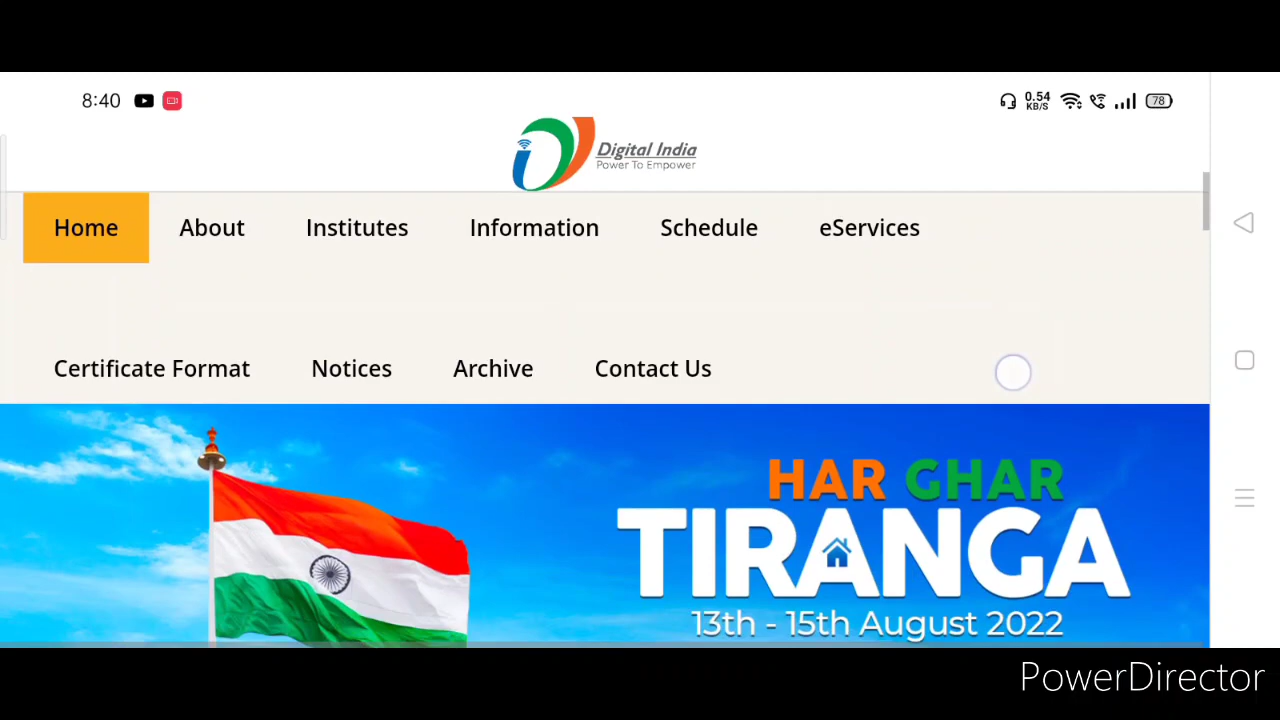 8:40
0.54
KB/S
78
Digital India
Power To Empower
Home About Institutes Information Schedule eServices
Certificate Format Notices Archive Contact Us
HAR GHAR
TIRANGA
13th - 15th August 2022
PowerDirector